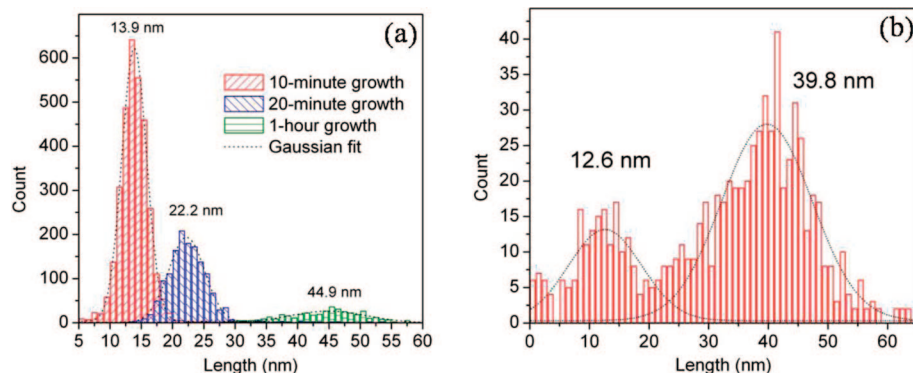 13.9 nm
(a)
600
500
400
300
200
100
0
Count
10-minute growth
20-minute growth
1-hour growth
Gaussian fit
22.2 nm
44.9 nm
5 10 15 20 25 30 35 40 45 50 55 60
Length (nm)
(b)
40
35
30
25
20
15
10
5
0
Count
39.8 nm
12.6 nm
0 10 20 30 40 50 60
Length (nm)